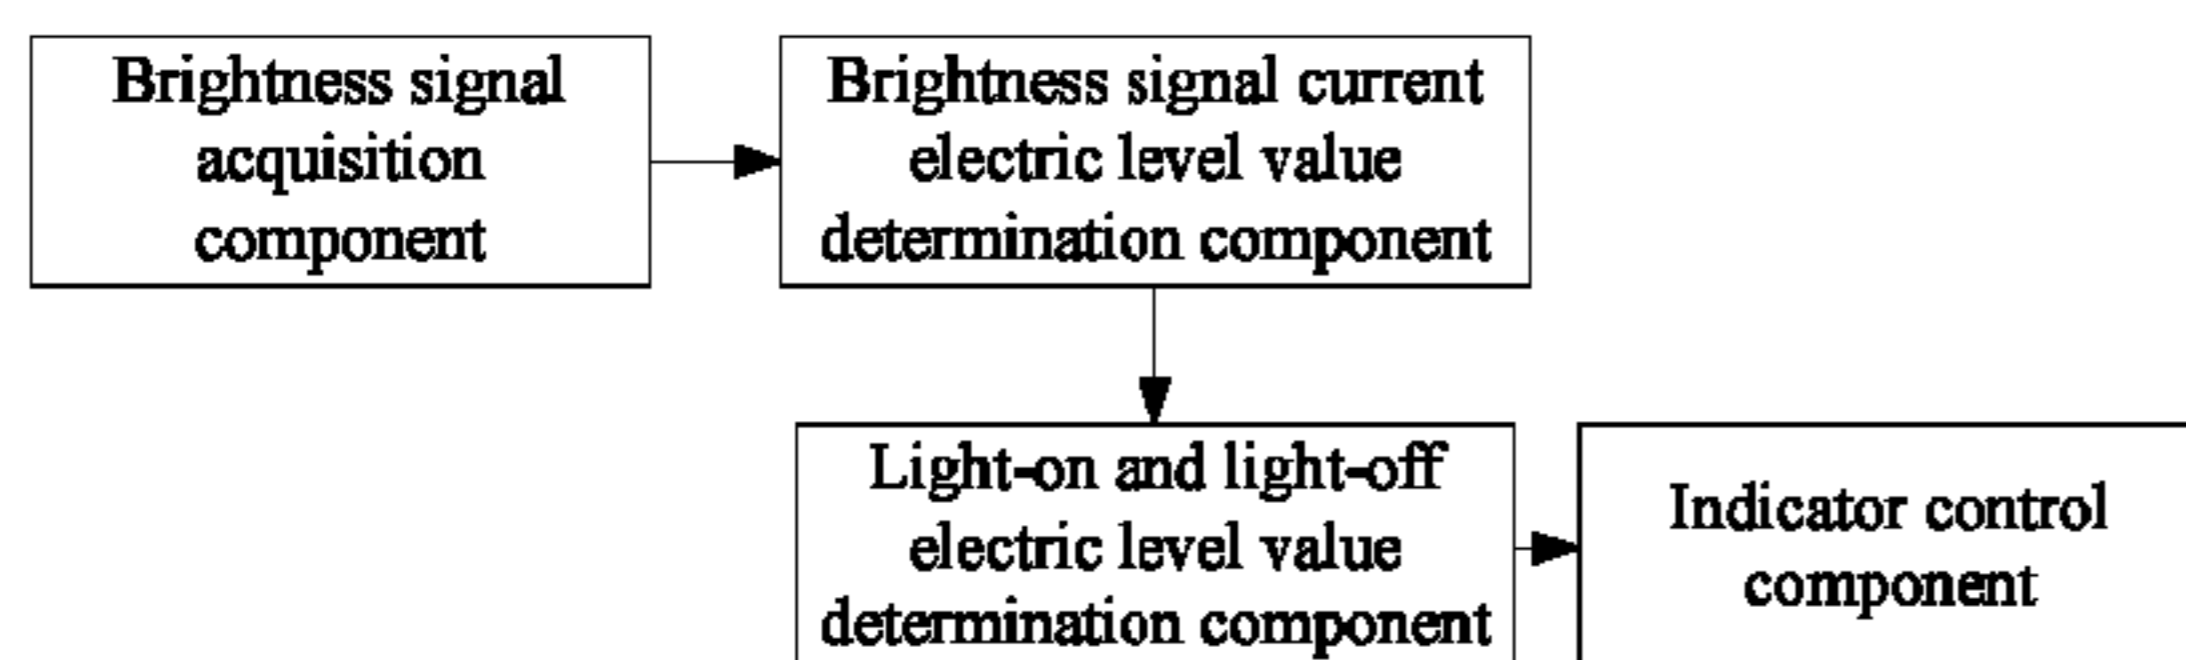 Brightness signal
acquisition
component
Brightness signal current
electric level value
determination component
Light-on and light-off
electric level value
determination component
Indicator control
component